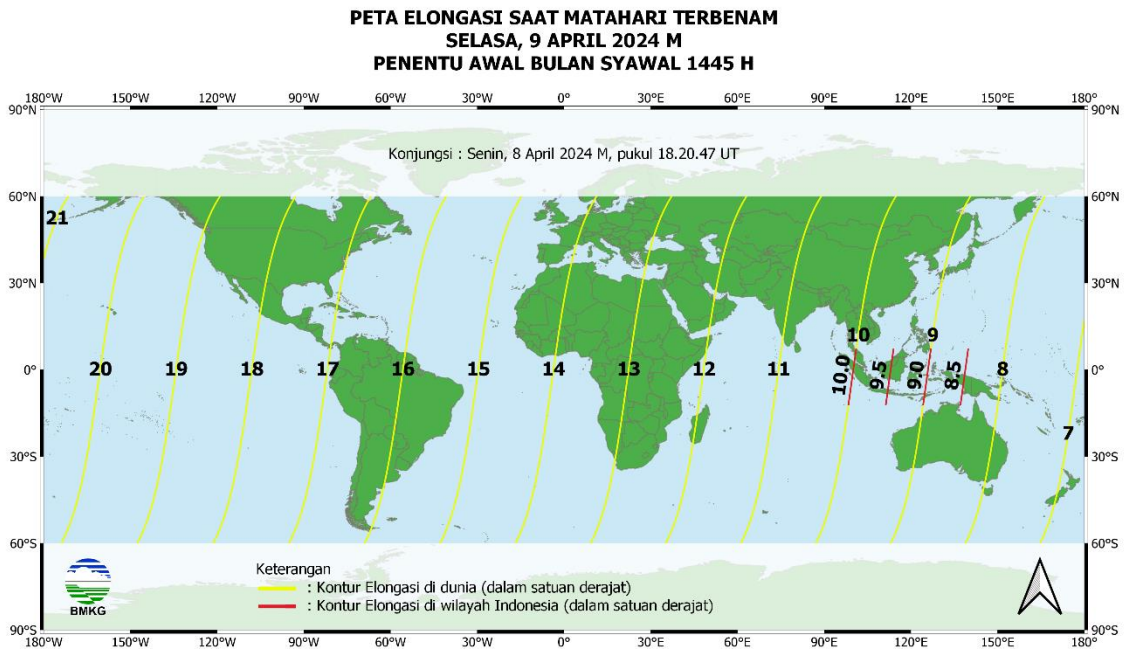 PETA ELONGASI SAAT MATAHARI TERBENAM
SELASA, 9 APRIL 2024 M
PENENTU AWAL BULAN SYAWAL 1445 H
180° 150°W 120°W 90°W 60°W 30°W 0° 30°E 60°E 90°E 120°E 150°E 180°
90°N 90°N
Konjungsi : Senin, 8 April 2024 M, pukul 18.20.47 UT
60°N 60°N
21
30°N 30°N
10 9
0° 20 19 18 17 16 15 14 13 12 11 10.0 9.5 9.0 8.5 8 0°
7
30°S 30°S
60°S 60°S
Keterangan
: Kontur Elongasi di dunia (dalam satuan derajat)
: Kontur Elongasi di wilayah Indonesia (dalam satuan derajat)
BMKG
90°S 90°S
180° 150°W 120°W 90°W 60°W 30°W 0° 30°E 60°E 90°E 120°E 150°E 180°